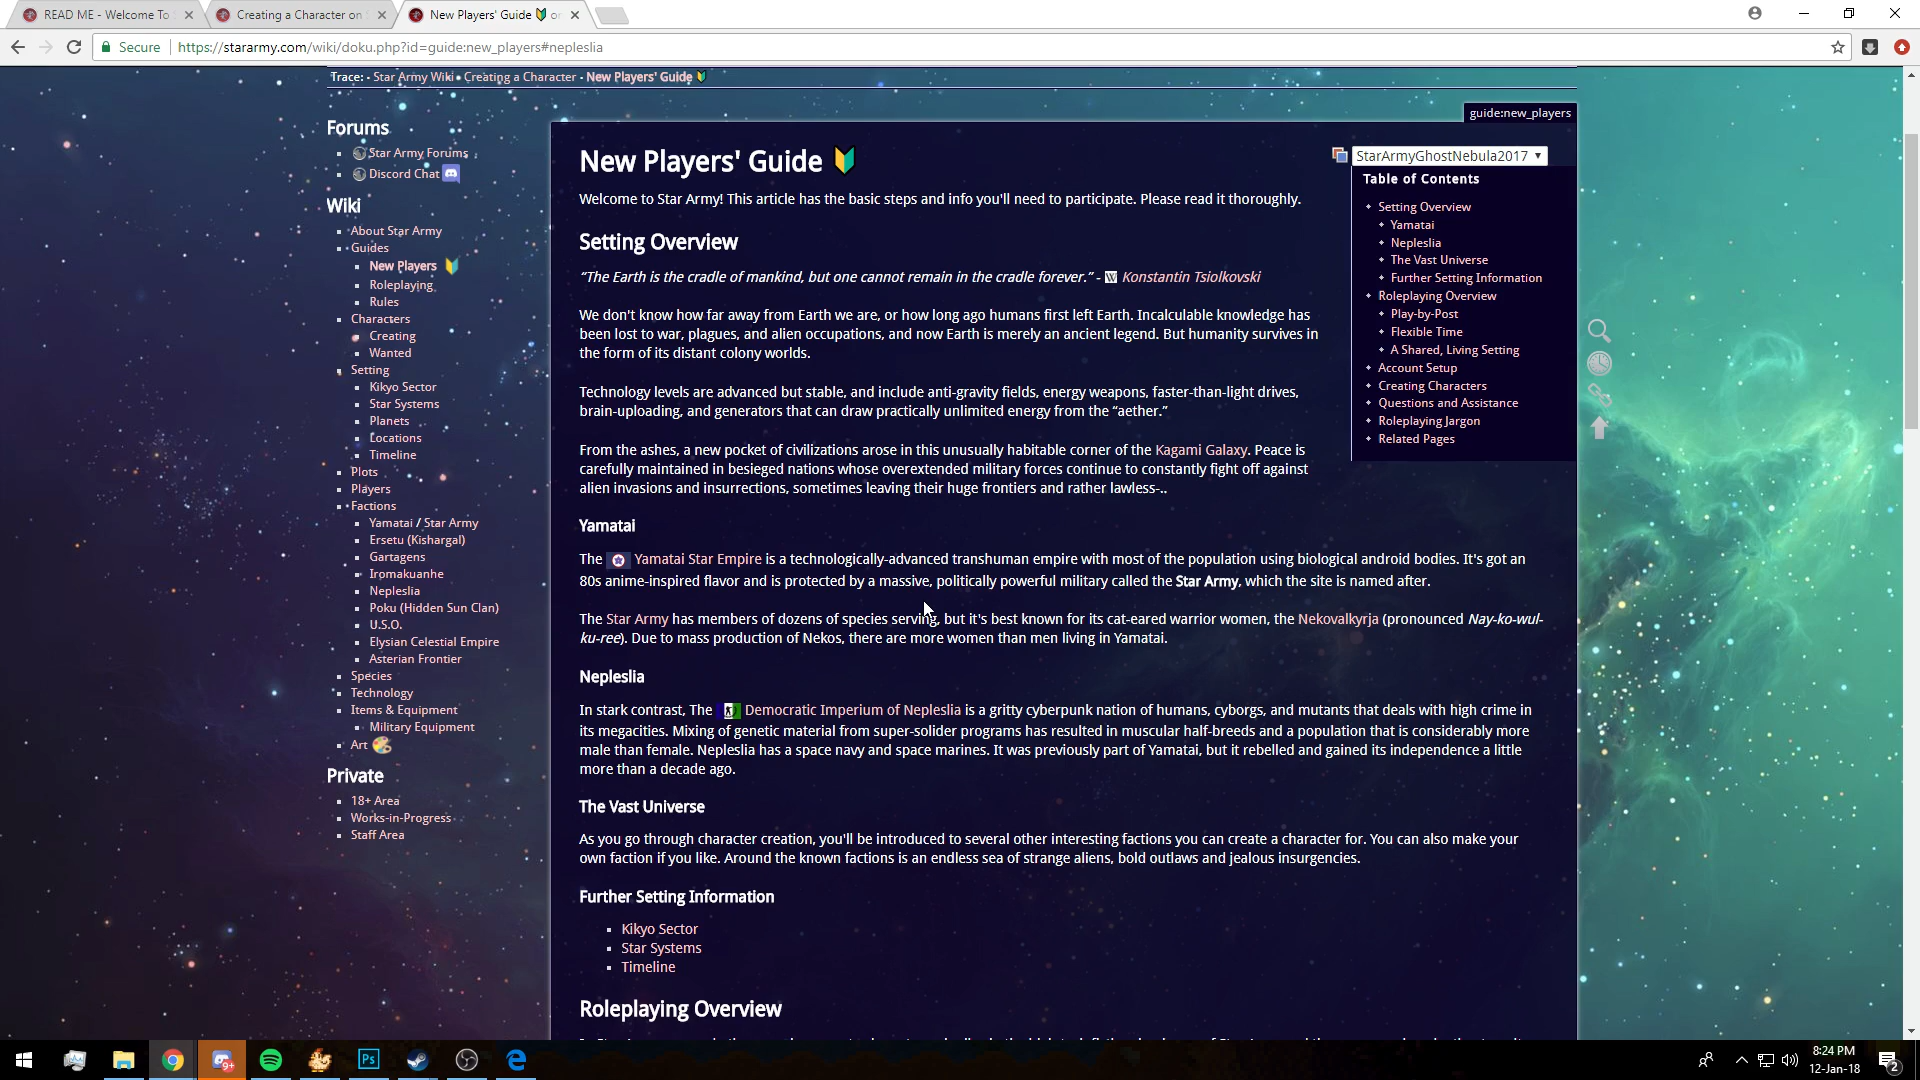 READ ME - Welcome To
Creating a Character on
New Players' Guide
Secure
https://stararmy.com/wiki/doku.php?id=guide:new_players#nepleslia
Trace: • Star Army Wiki • Creating a Character • New Players' Guide
guide:new_players
Forums
Star Army Forums
Discord Chat
Wiki
About Star Army
Guides
New Players
Roleplaying
Rules
Characters
Creating
Wanted
Setting
Kikyo Sector
Star Systems
Planets
Locations
Timeline
Plots
Players
Factions
Yamatai / Star Army
Ersetu (Kishargal)
Gartagens
Iromakuanhe
Nepleslia
Poku (Hidden Sun Clan)
U.S.O.
Elysian Celestial Empire
Asterian Frontier
Species
Technology
Items & Equipment
Military Equipment
Art
Private
18+ Area
Works-in-Progress
Staff Area
New Players' Guide
Welcome to Star Army! This article has the basic steps and info you'll need to participate. Please read it thoroughly.
Setting Overview
“The Earth is the cradle of mankind, but one cannot remain in the cradle forever.” - W Konstantin Tsiolkovski
We don't know how far away from Earth we are, or how long ago humans first left Earth. Incalculable knowledge has
been lost to war, plagues, and alien occupations, and now Earth is merely an ancient legend. But humanity survives in
the form of its distant colony worlds.
Technology levels are advanced but stable, and include anti-gravity fields, energy weapons, faster-than-light drives,
brain-uploading, and generators that can draw practically unlimited energy from the “aether.”
From the ashes, a new pocket of civilizations arose in this unusually habitable corner of the Kagami Galaxy. Peace is
carefully maintained in besieged nations whose overextended military forces continue to constantly fight off against
alien invasions and insurrections, sometimes leaving their huge frontiers and rather lawless-..
Yamatai
The Yamatai Star Empire is a technologically-advanced transhuman empire with most of the population using biological android bodies. It's got an
80s anime-inspired flavor and is protected by a massive, politically powerful military called the Star Army, which the site is named after.
The Star Army has members of dozens of species serving, but it's best known for its cat-eared warrior women, the Nekovalkyrja (pronounced Nay-ko-wul-
ku-ree). Due to mass production of Nekos, there are more women than men living in Yamatai.
Nepleslia
In stark contrast, The Democratic Imperium of Nepleslia is a gritty cyberpunk nation of humans, cyborgs, and mutants that deals with high crime in
its megacities. Mixing of genetic material from super-solider programs has resulted in muscular half-breeds and a population that is considerably more
male than female. Nepleslia has a space navy and space marines. It was previously part of Yamatai, but it rebelled and gained its independence a little
more than a decade ago.
The Vast Universe
As you go through character creation, you'll be introduced to several other interesting factions you can create a character for. You can also make your
own faction if you like. Around the known factions is an endless sea of strange aliens, bold outlaws and jealous insurgencies.
Further Setting Information
Kikyo Sector
Star Systems
Timeline
Roleplaying Overview
StarArmyGhostNebula2017
Table of Contents
Setting Overview
Yamatai
Nepleslia
The Vast Universe
Further Setting Information
Roleplaying Overview
Play-by-Post
Flexible Time
A Shared, Living Setting
Account Setup
Creating Characters
Questions and Assistance
Roleplaying Jargon
Related Pages
9+
Ps
8:24 PM
12-Jan-18
2